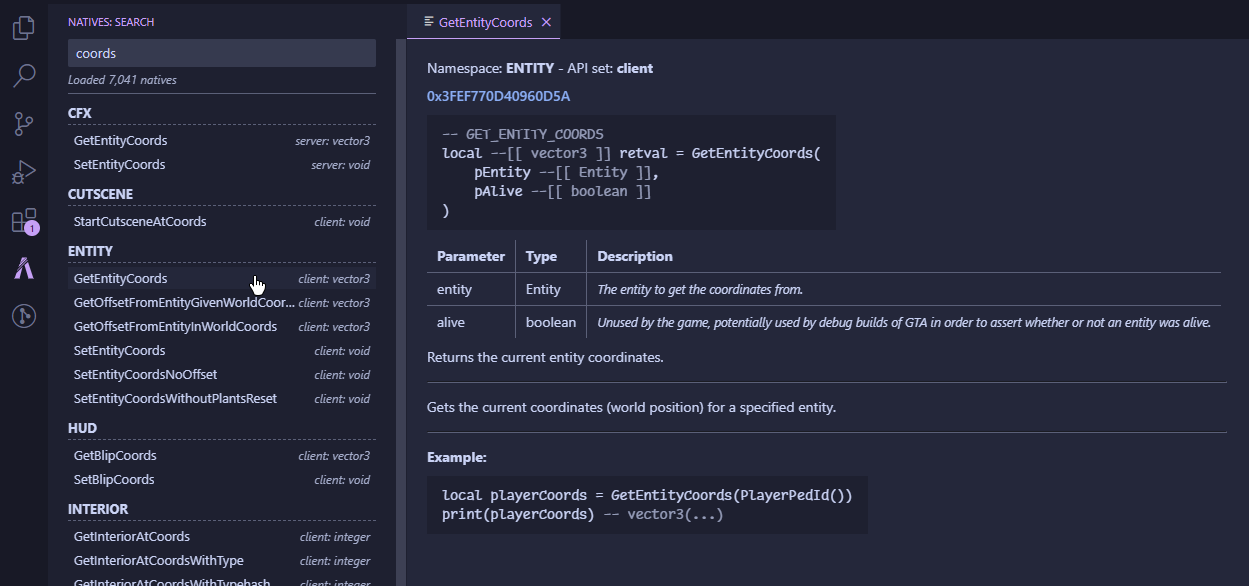 NATIVES: SEARCH
coords
Loaded 7,041 natives
CFX
GetEntityCoords server: vector3
SetEntityCoords server: void
CUTSCENE
StartCutsceneAtCoords client: void
ENTITY
GetEntityCoords client: vector3
GetOffsetFromEntityGivenWorldCoor... client: vector3
GetOffsetFromEntityInWorldCoords client: vector3
SetEntityCoords client: void
SetEntityCoordsNoOffset client: void
SetEntityCoordsWithoutPlantsReset client: void
HUD
GetBlipCoords client: vector3
SetBlipCoords client: void
INTERIOR
GetInteriorAtCoords client: integer
GetInteriorAtCoordsWithType client: integer
GetInteriorAtCoordsWithTypehash client: integer
1
GetEntityCoords
Namespace: ENTITY - API set: client
0x3FEF770D40960D5A
-- GET_ENTITY_COORDS
local --[[ vector3 ]] retval = GetEntityCoords(
pEntity --[[ Entity ]],
pAlive --[[ boolean ]]
)
Parameter Type Description
entity Entity The entity to get the coordinates from.
alive boolean Unused by the game, potentially used by debug builds of GTA in order to assert whether or not an entity was alive.
Returns the current entity coordinates.
Gets the current coordinates (world position) for a specified entity.
Example:
local playerCoords = GetEntityCoords(PlayerPedId())
print(playerCoords) -- vector3(...)